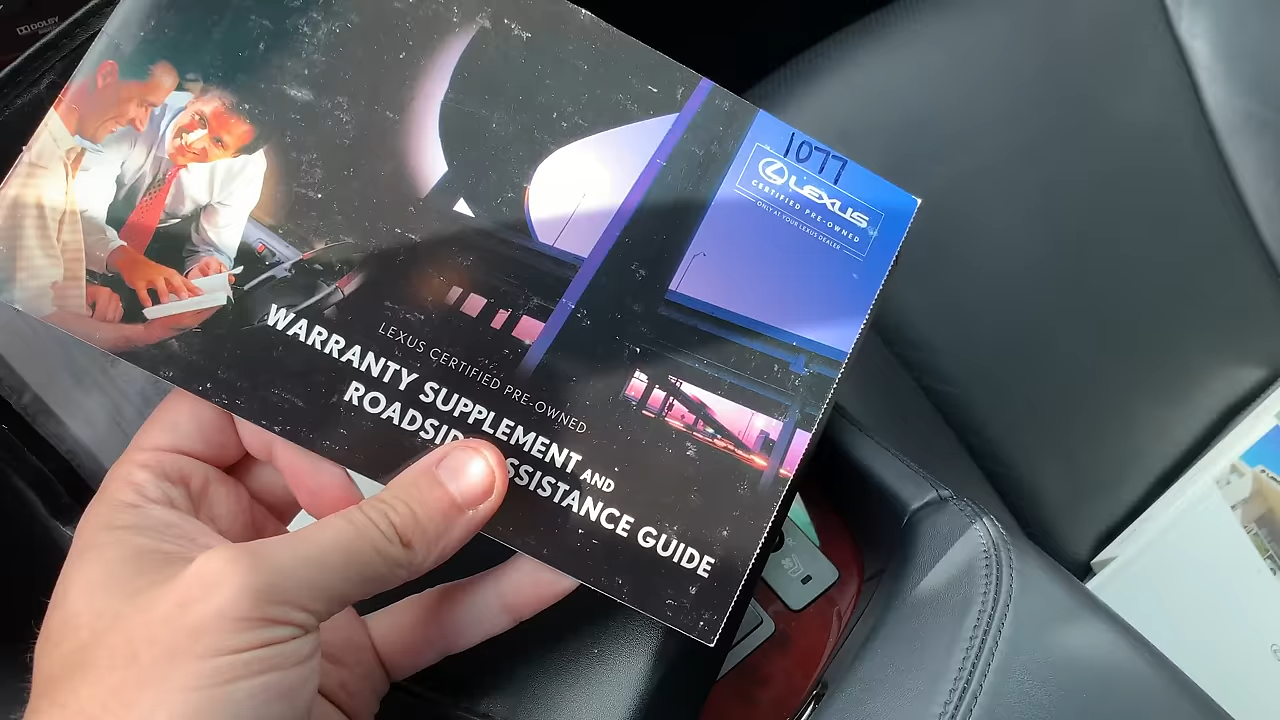 DOLBY
1077
LEXUS
CERTIFIED PRE-OWNED
ONLY AT YOUR LEXUS DEALER
LEXUS CERTIFIED PRE-OWNED
WARRANTY SUPPLEMENT AND
ROADSIDE ASSISTANCE GUIDE